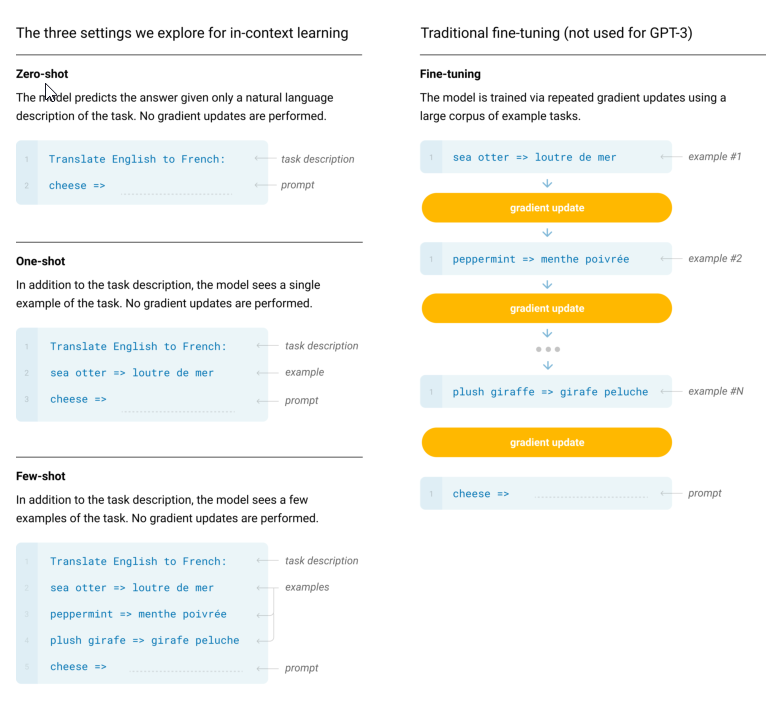 The three settings we explore for in-context learning
Zero-shot
The model predicts the answer given only a natural language
description of the task. No gradient updates are performed.
1 Translate English to French: task description
2 cheese => prompt
One-shot
In addition to the task description, the model sees a single
example of the task. No gradient updates are performed.
1 Translate English to French: task description
2 sea otter => loutre de mer example
3 cheese => prompt
Few-shot
In addition to the task description, the model sees a few
examples of the task. No gradient updates are performed.
1 Translate English to French: task description
2 sea otter => loutre de mer examples
3 peppermint => menthe poivrée
4 plush girafe => girafe peluche
5 cheese => prompt
Traditional fine-tuning (not used for GPT-3)
Fine-tuning
The model is trained via repeated gradient updates using a
large corpus of example tasks.
1 sea otter => loutre de mer example #1
gradient update
1 peppermint => menthe poivrée example #2
gradient update
1 plush giraffe => girafe peluche example #N
gradient update
1 cheese => prompt